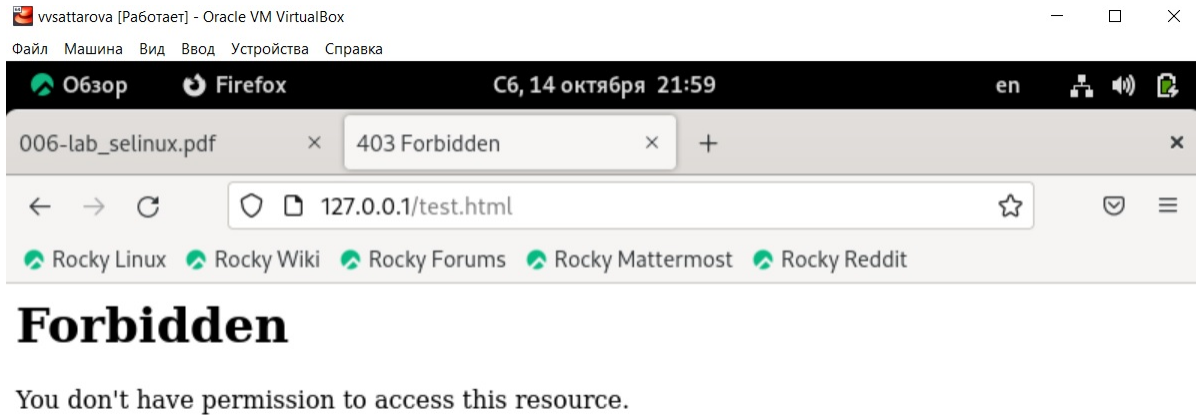 vvsattarova [Работает] - Oracle VM VirtualBox
Файл Машина Вид Ввод Устройства Справка
Обзор Firefox Сб, 14 октября 21:59 en
006-lab_selinux.pdf 403 Forbidden
127.0.0.1/test.html
Rocky Linux Rocky Wiki Rocky Forums Rocky Mattermost Rocky Reddit
Forbidden
You don't have permission to access this resource.